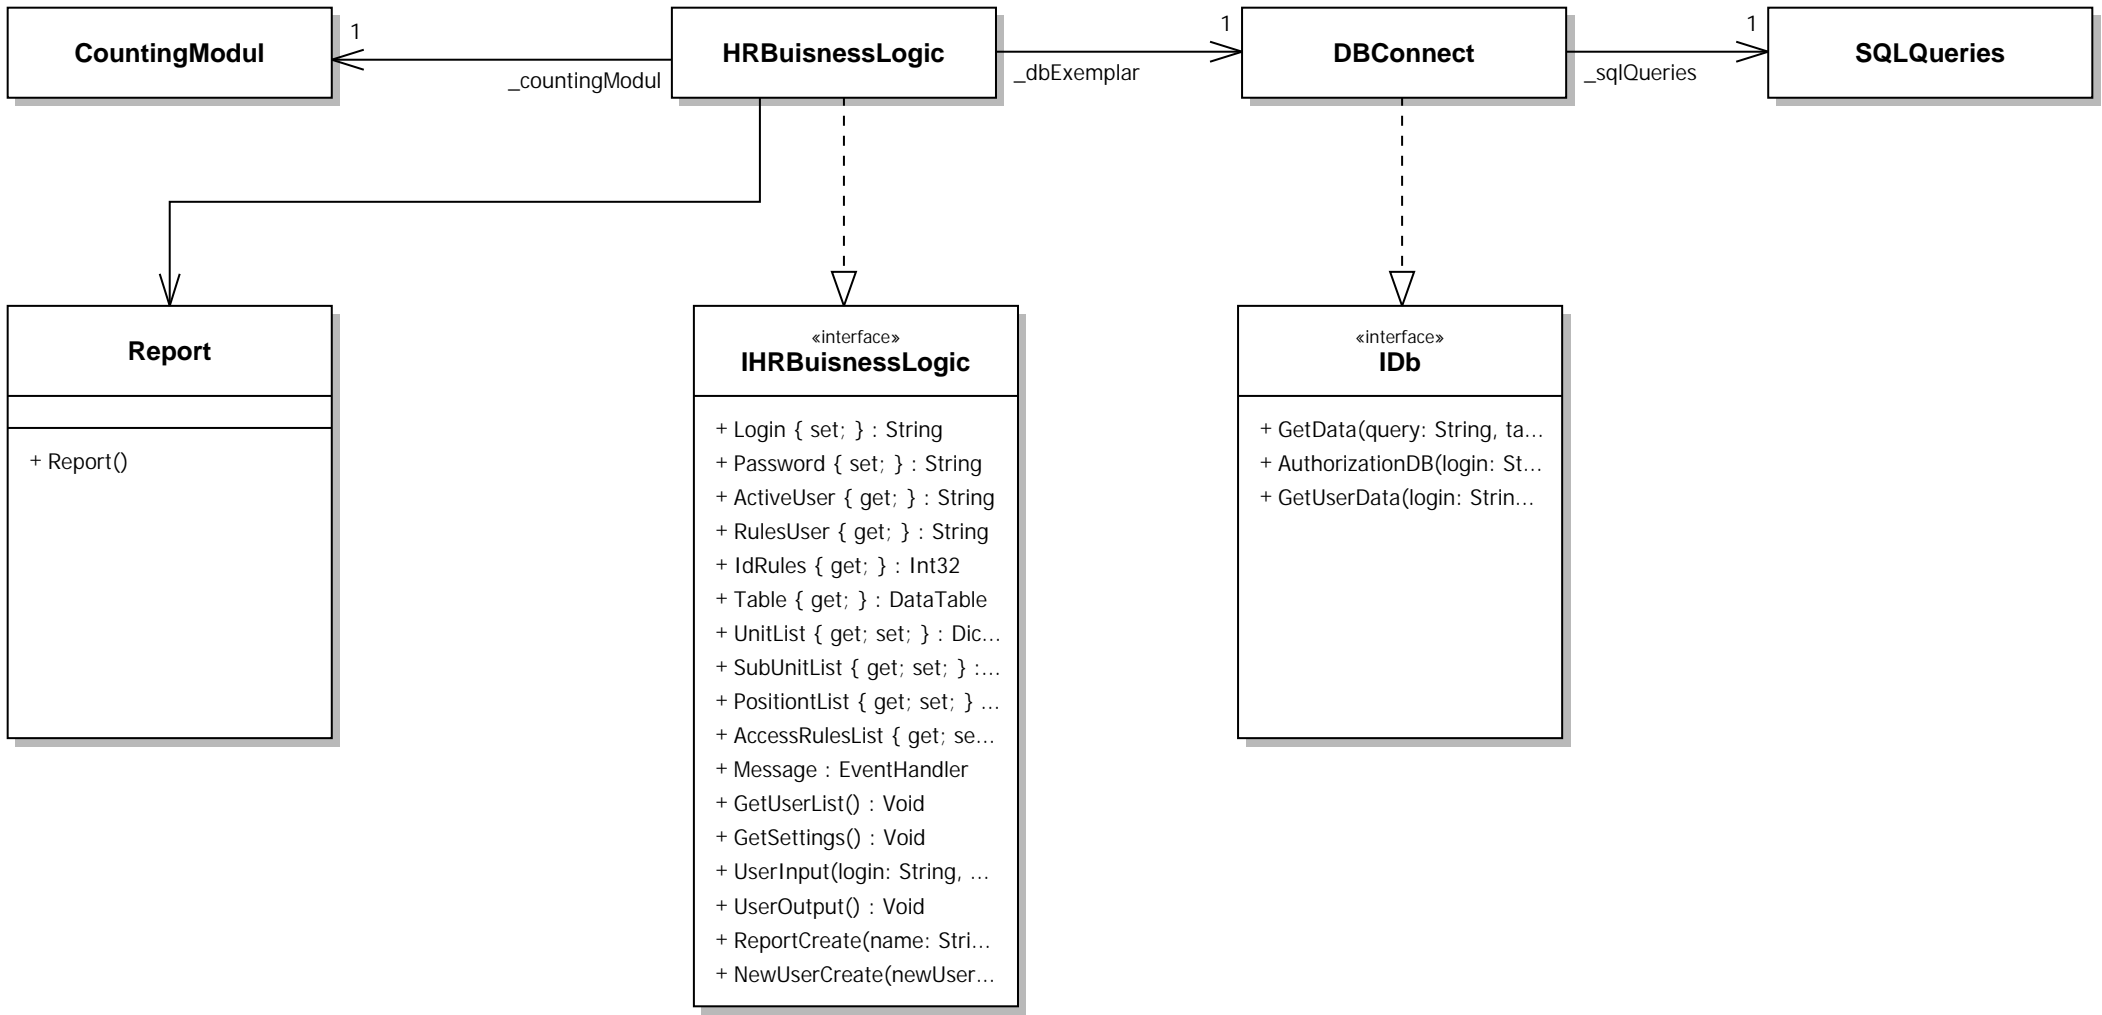 CountingModul
1
_countingModul
HRBuisnessLogic
_dbExemplar
1
DBConnect
_sqlQueries
1
SQLQueries
Report
+ Report()
«interface»
IHRBuisnessLogic
+ Login { set; } : String
+ Password { set; } : String
+ ActiveUser { get; } : String
+ RulesUser { get; } : String
+ IdRules { get; } : Int32
+ Table { get; } : DataTable
+ UnitList { get; set; } : Dic...
+ SubUnitList { get; set; } :...
+ PositiontList { get; set; } ...
+ AccessRulesList { get; se...
+ Message : EventHandler
+ GetUserList() : Void
+ GetSettings() : Void
+ UserInput(login: String, ...
+ UserOutput() : Void
+ ReportCreate(name: Stri...
+ NewUserCreate(newUser...
«interface»
IDb
+ GetData(query: String, ta...
+ AuthorizationDB(login: St...
+ GetUserData(login: Strin...